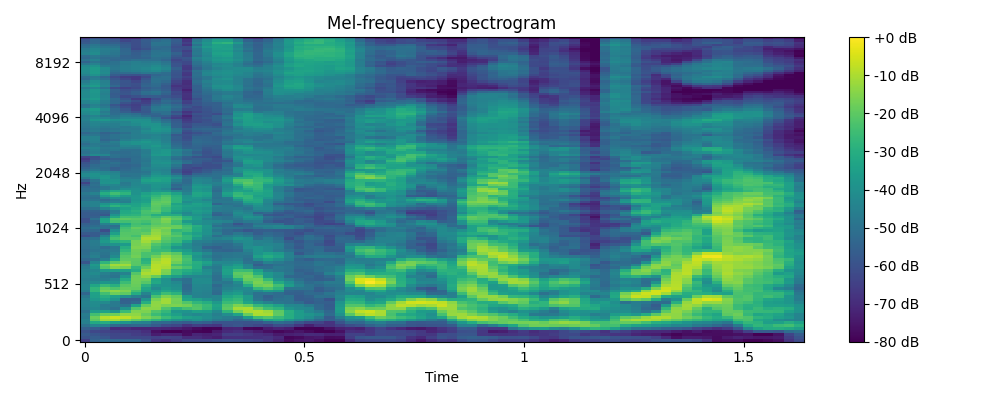 Mel-frequency spectrogram
Hz
8192
4096
2048
1024
512
0
0
0.5
1
1.5
Time
+0 dB
-10 dB
-20 dB
-30 dB
-40 dB
-50 dB
-60 dB
-70 dB
-80 dB